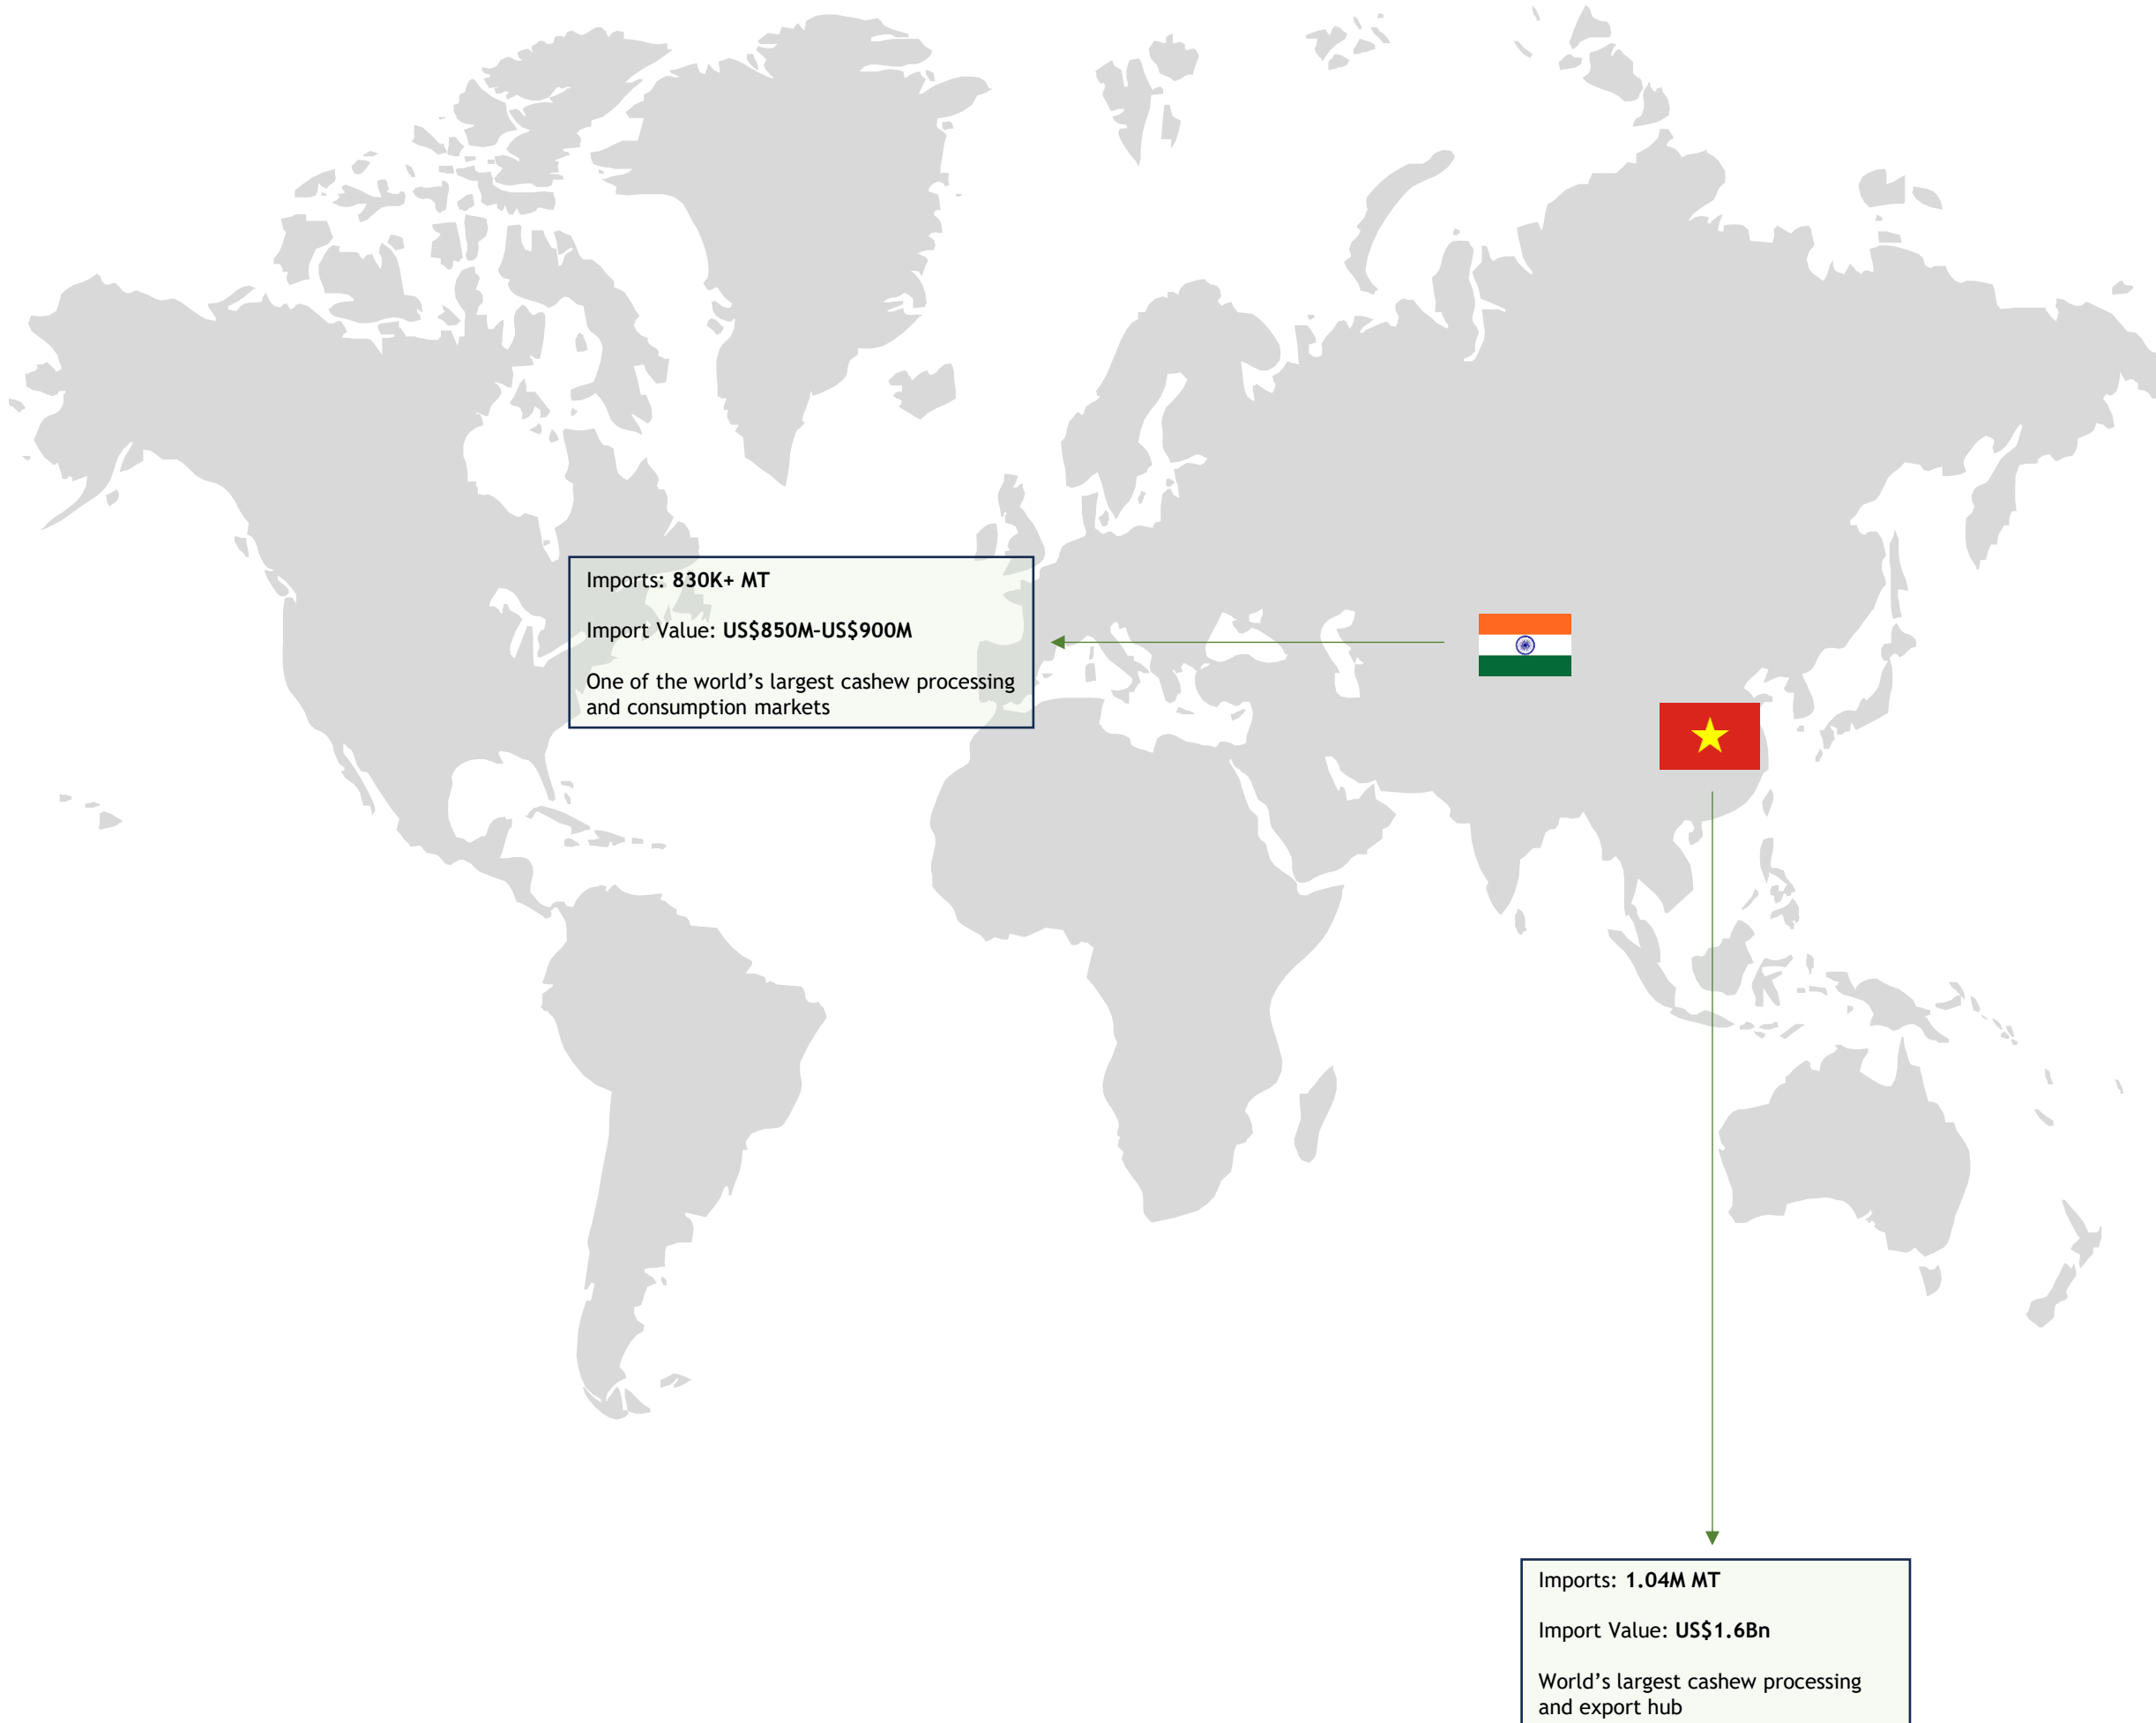 Imports: 830K+ MT
Import Value: US$850M-US$900M
One of the world’s largest cashew processing
and consumption markets
Imports: 1.04M MT
Import Value: US$1.6Bn
World’s largest cashew processing
and export hub